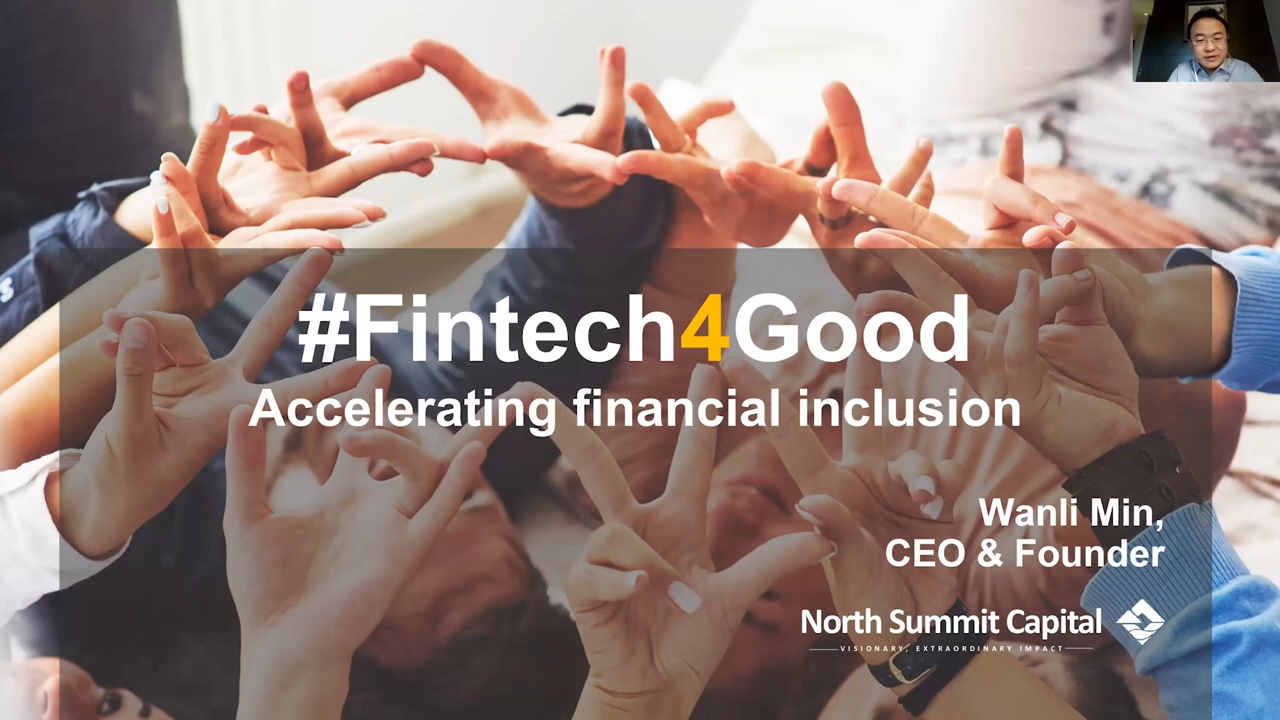 #Fintech4Good
Accelerating financial inclusion
Wanli Min,
CEO & Founder
North Summit Capital
VISIONARY, EXTRAORDINARY IMPACT